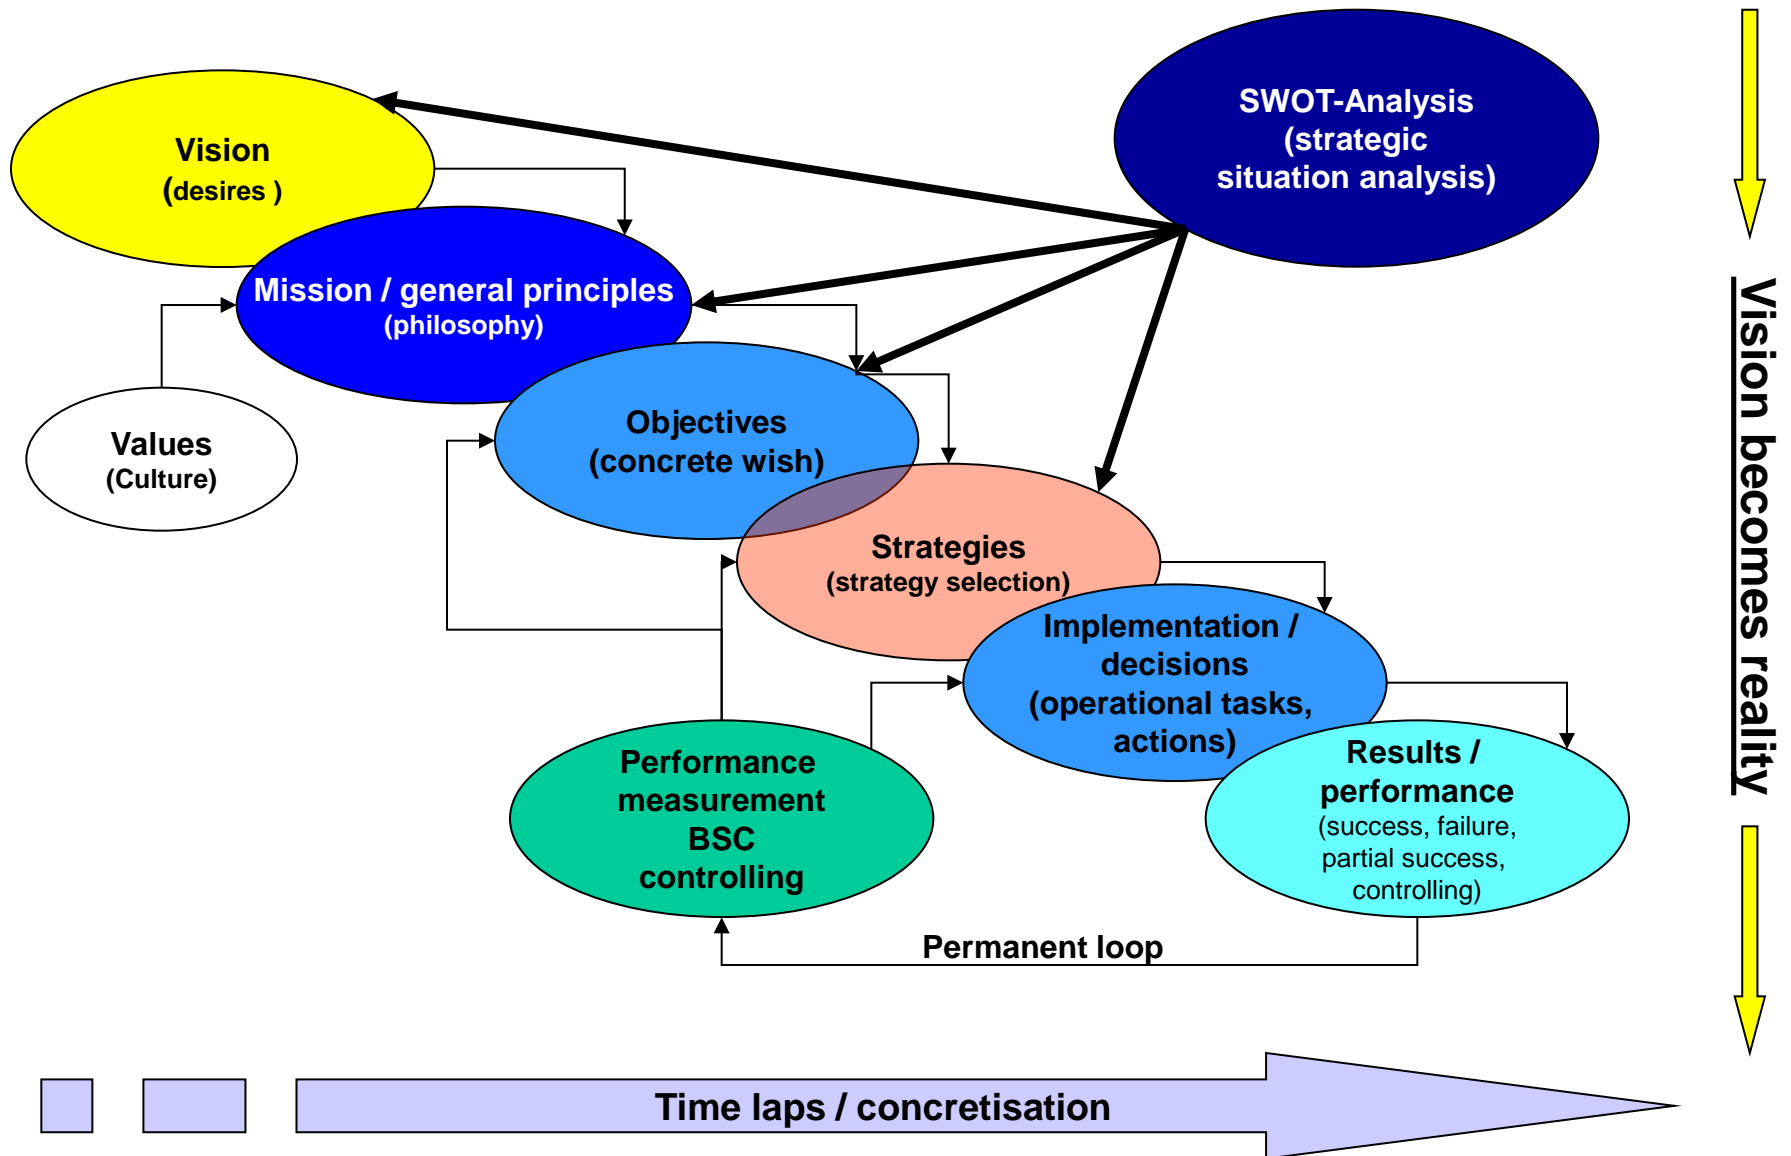 SWOT-Analysis
(strategic
situation analysis)
Vision
(desires )
Mission / general principles
(philosophy)
Values
(Culture)
Objectives
(concrete wish)
Strategies
(strategy selection)
Implementation /
decisions
(operational tasks,
actions)
Performance
measurement
BSC
controlling
Results /
performance
(success, failure,
partial success,
controlling)
Permanent loop
Time laps / concretisation
Vision becomes reality